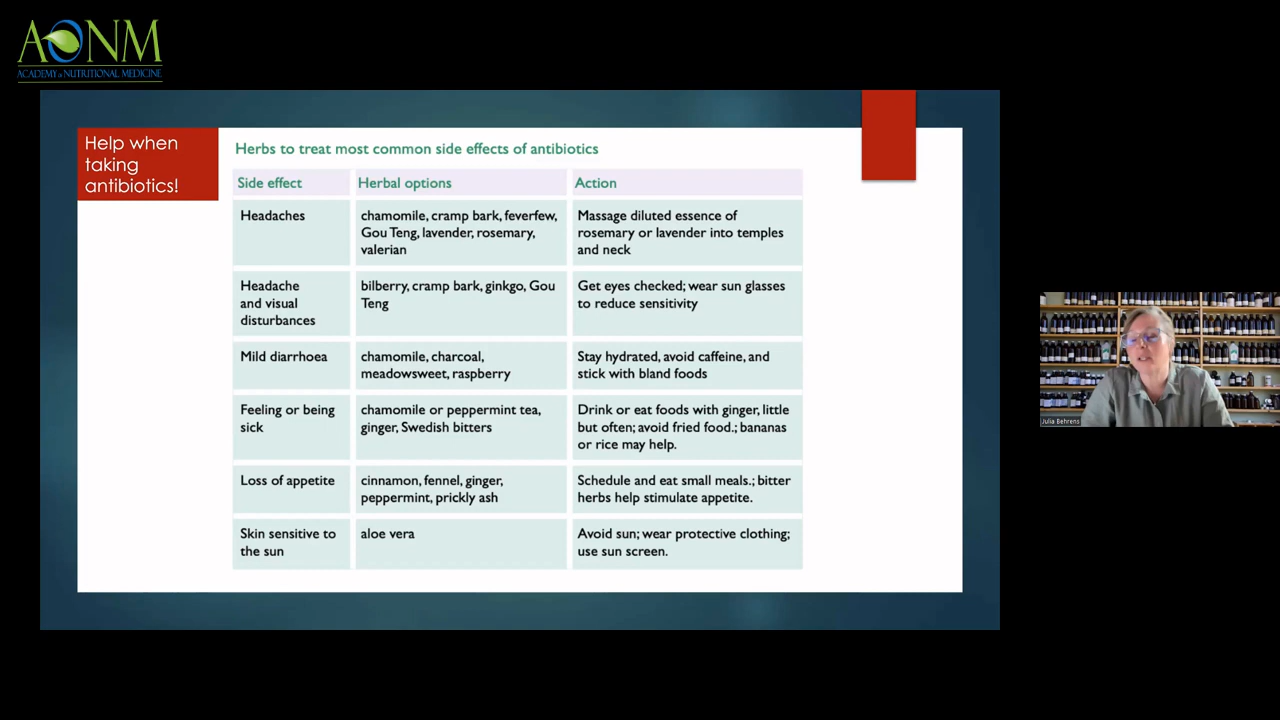 AONM
ACADEMY of NUTRITIONAL MEDICINE
Help when
taking
antibiotics!
Herbs to treat most common side effects of antibiotics
Side effect
Herbal options
Action
Headaches
chamomile, cramp bark, feverfew,
Gou Teng, lavender, rosemary,
valerian
Massage diluted essence of
rosemary or lavender into temples
and neck
Headache
and visual
disturbances
bilberry, cramp bark, ginkgo, Gou
Teng
Get eyes checked; wear sun glasses
to reduce sensitivity
Mild diarrhoea
chamomile, charcoal,
meadowsweet, raspberry
Stay hydrated, avoid caffeine, and
stick with bland foods
Feeling or being
sick
chamomile or peppermint tea,
ginger, Swedish bitters
Drink or eat foods with ginger, little
but often; avoid fried food.; bananas
or rice may help.
Loss of appetite
cinnamon, fennel, ginger,
peppermint, prickly ash
Schedule and eat small meals.; bitter
herbs help stimulate appetite.
Skin sensitive to
the sun
aloe vera
Avoid sun; wear protective clothing;
use sun screen.
Julia Behrens